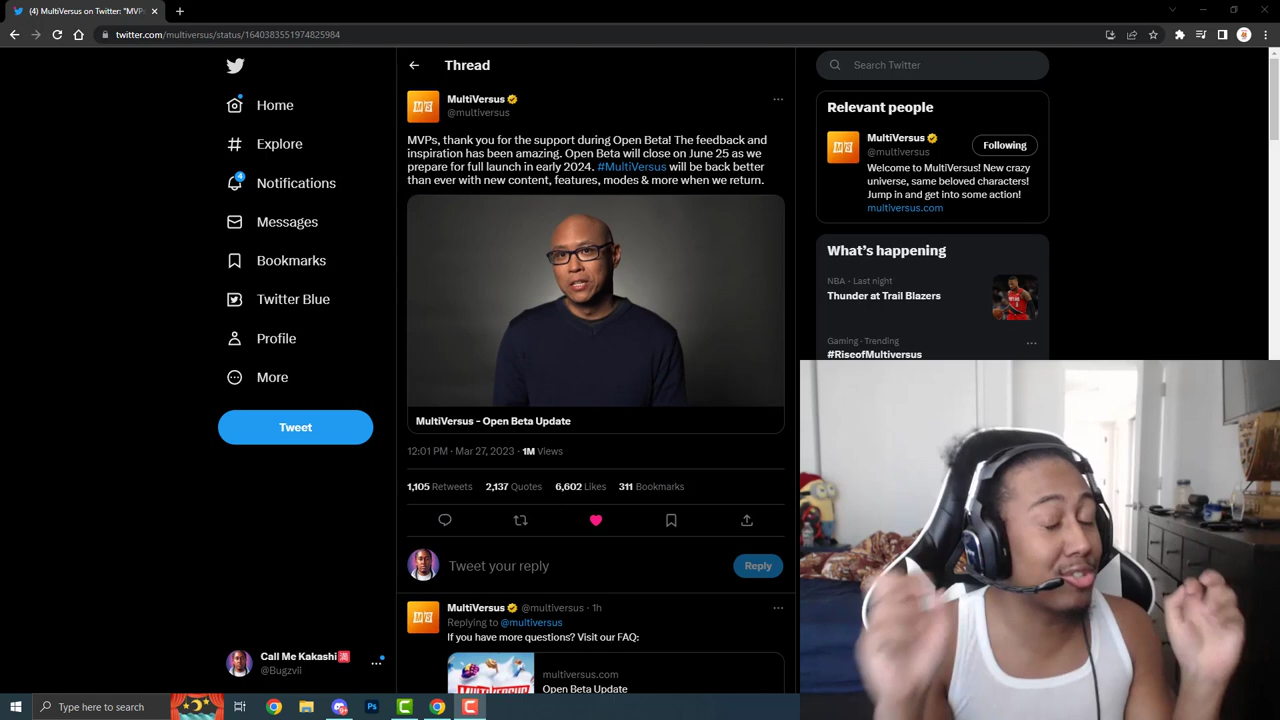 (4) MultiVersus on Twitter: "MVPs
twitter.com/multiversus/status/1640383551974825984
Home
Explore
4
Notifications
Messages
Bookmarks
Twitter Blue
Profile
More
Tweet
Call Me Kakashi
@Bugzvii
Thread
MultiVersus
@multiversus
MVPs, thank you for the support during Open Beta! The feedback and
inspiration has been amazing. Open Beta will close on June 25 as we
prepare for full launch in early 2024. #MultiVersus will be back better
than ever with new content, features, modes & more when we return.
MultiVersus - Open Beta Update
12:01 PM · Mar 27, 2023 · 1M Views
1,105 Retweets 2,137 Quotes 6,602 Likes 311 Bookmarks
Tweet your reply
Reply
MultiVersus @multiversus · 1h
Replying to @multiversus
If you have more questions? Visit our FAQ:
multiversus.com
Open Beta Update
Search Twitter
Relevant people
MultiVersus
@multiversus
Following
Welcome to MultiVersus! New crazy
universe, same beloved characters!
Jump in and get into some action!
multiversus.com
What's happening
NBA · Last night
Thunder at Trail Blazers
Gaming · Trending
#RiseofMultiversus
Type here to search